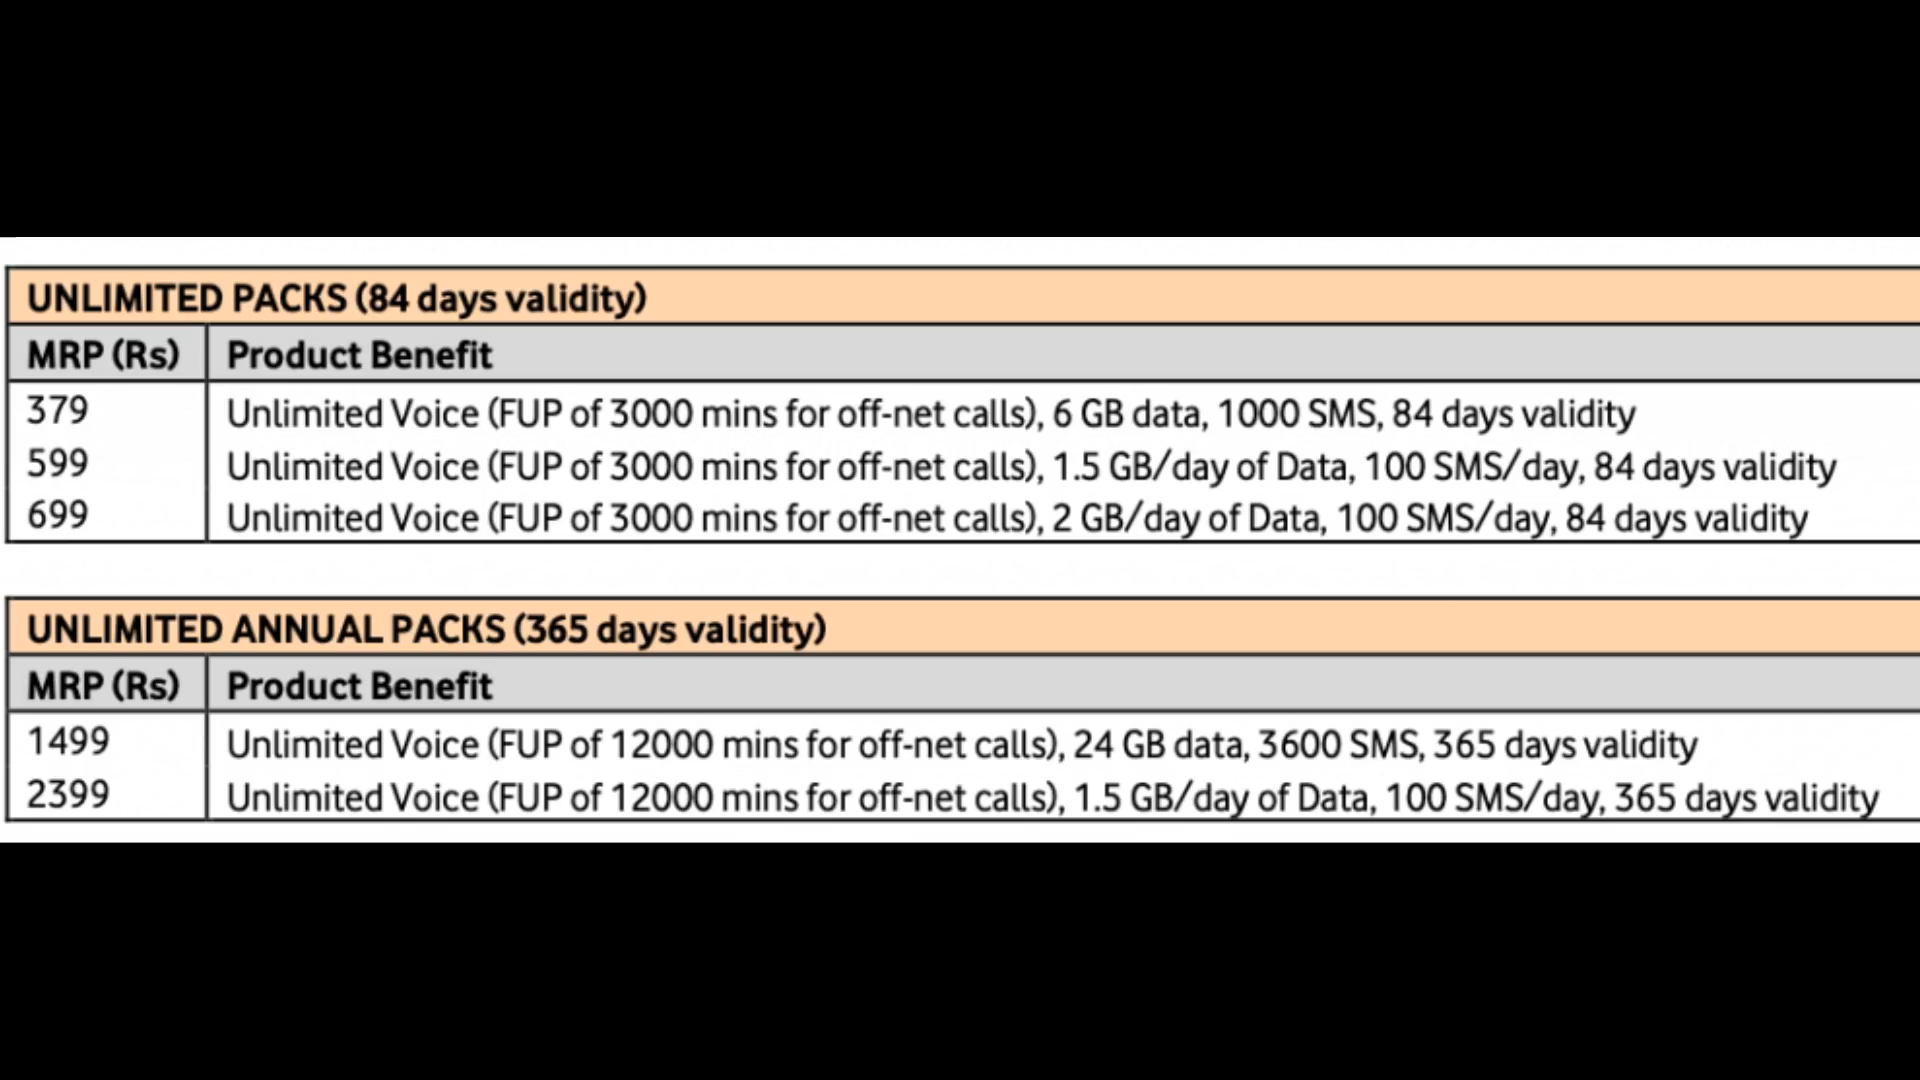 UNLIMITED PACKS (84 days validity)
MRP (Rs) Product Benefit
379 Unlimited Voice (FUP of 3000 mins for off-net calls), 6 GB data, 1000 SMS, 84 days validity
599 Unlimited Voice (FUP of 3000 mins for off-net calls), 1.5 GB/day of Data, 100 SMS/day, 84 days validity
699 Unlimited Voice (FUP of 3000 mins for off-net calls), 2 GB/day of Data, 100 SMS/day, 84 days validity
UNLIMITED ANNUAL PACKS (365 days validity)
MRP (Rs) Product Benefit
1499 Unlimited Voice (FUP of 12000 mins for off-net calls), 24 GB data, 3600 SMS, 365 days validity
2399 Unlimited Voice (FUP of 12000 mins for off-net calls), 1.5 GB/day of Data, 100 SMS/day, 365 days validity